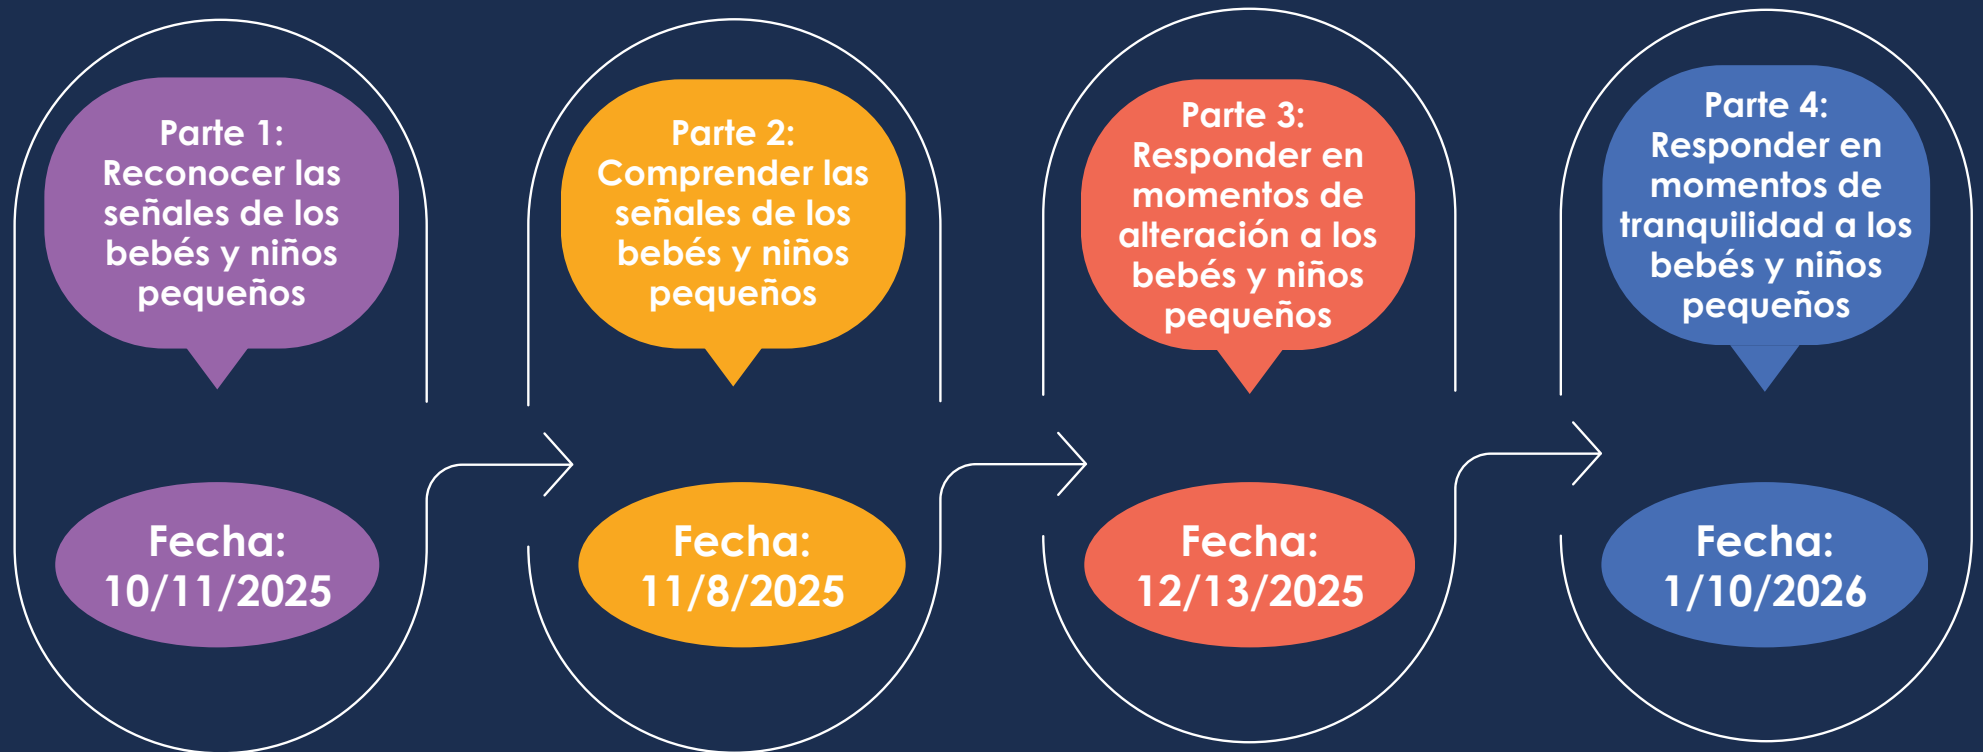 Parte 1:
Reconocer las
señales de los
bebés y niños
pequeños
Fecha:
10/11/2025
Parte 2:
Comprender las
señales de los
bebés y niños
pequeños
Fecha:
11/8/2025
Parte 3:
Responder en
momentos de
alteración a los
bebés y niños
pequeños
Fecha:
12/13/2025
Parte 4:
Responder en
momentos de
tranquilidad a los
bebés y niños
pequeños
Fecha:
1/10/2026